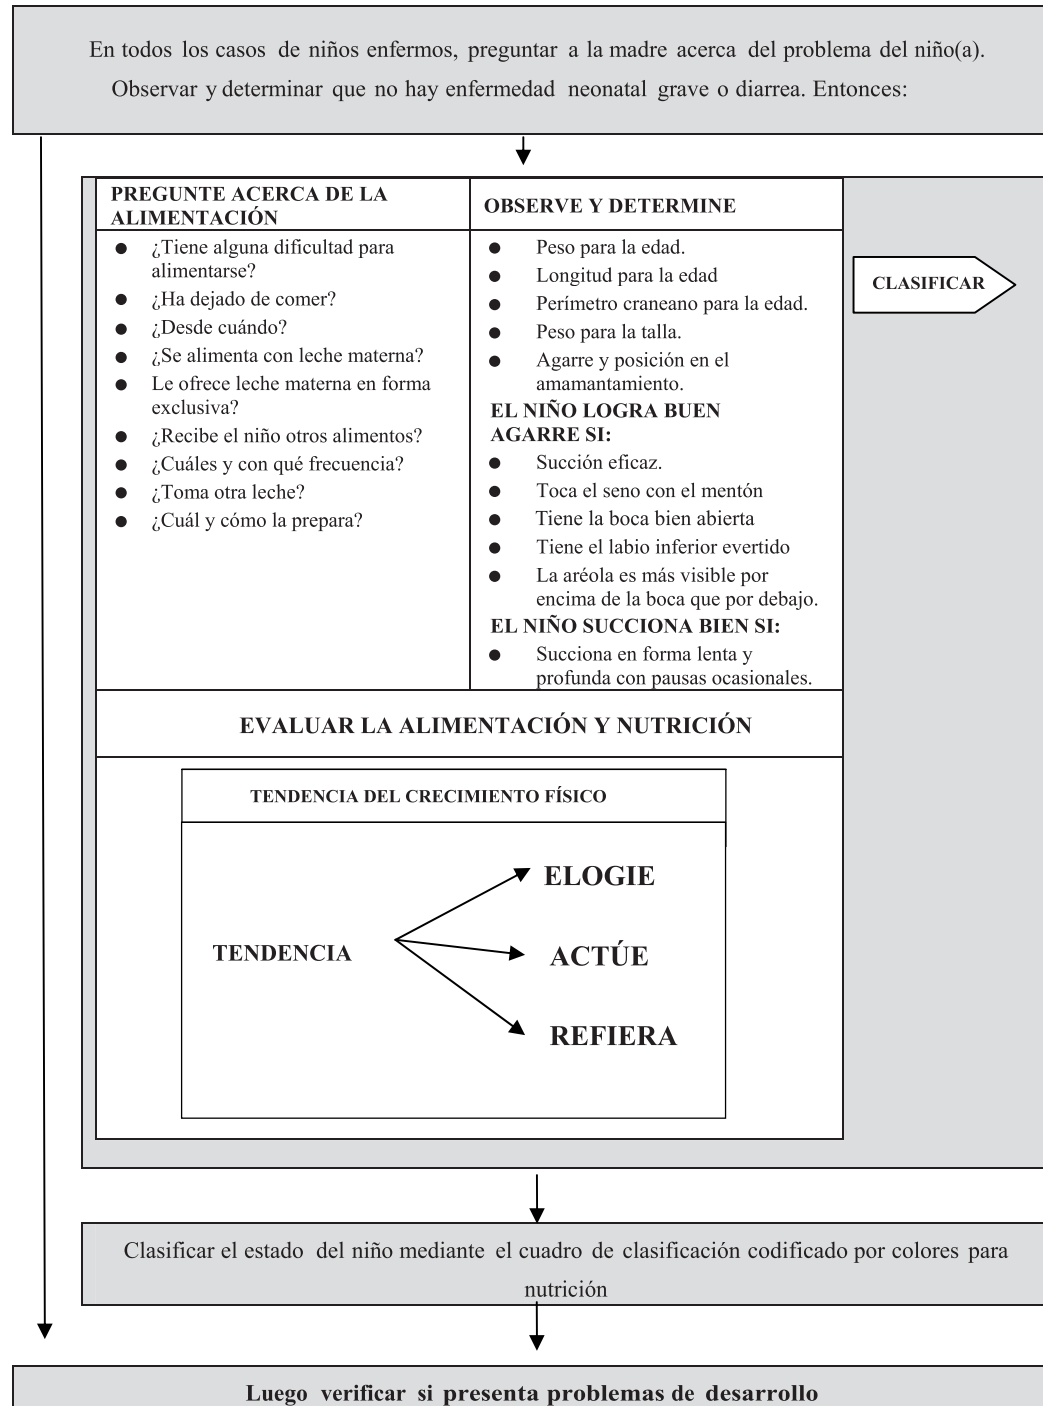 En todos los casos de niños enfermos, preguntar a la madre acerca del problema del niño(a).
Observar y determinar que no hay enfermedad neonatal grave o diarrea. Entonces:
PREGUNTE ACERCA DE LA
ALIMENTACIÓN
● ¿Tiene alguna dificultad para
alimentarse?
● ¿Ha dejado de comer?
● ¿Desde cuándo?
● ¿Se alimenta con leche materna?
● Le ofrece leche materna en forma
exclusiva?
● ¿Recibe el niño otros alimentos?
● ¿Cuáles y con qué frecuencia?
● ¿Toma otra leche?
● ¿Cuál y cómo la prepara?
OBSERVE Y DETERMINE
● Peso para la edad.
● Longitud para la edad
● Perímetro craneano para la edad.
● Peso para la talla.
● Agarre y posición en el
amamantamiento.
EL NIÑO LOGRA BUEN
AGARRE SI:
● Succión eficaz.
● Toca el seno con el mentón
● Tiene la boca bien abierta
● Tiene el labio inferior evertido
● La aréola es más visible por
encima de la boca que por debajo.
EL NIÑO SUCCIONA BIEN SI:
● Succiona en forma lenta y
profunda con pausas ocasionales.
CLASIFICAR
EVALUAR LA ALIMENTACIÓN Y NUTRICIÓN
TENDENCIA DEL CRECIMIENTO FÍSICO
TENDENCIA
ELOGIE
ACTÚE
REFIERA
Clasificar el estado del niño mediante el cuadro de clasificación codificado por colores para
nutrición
Luego verificar si presenta problemas de desarrollo